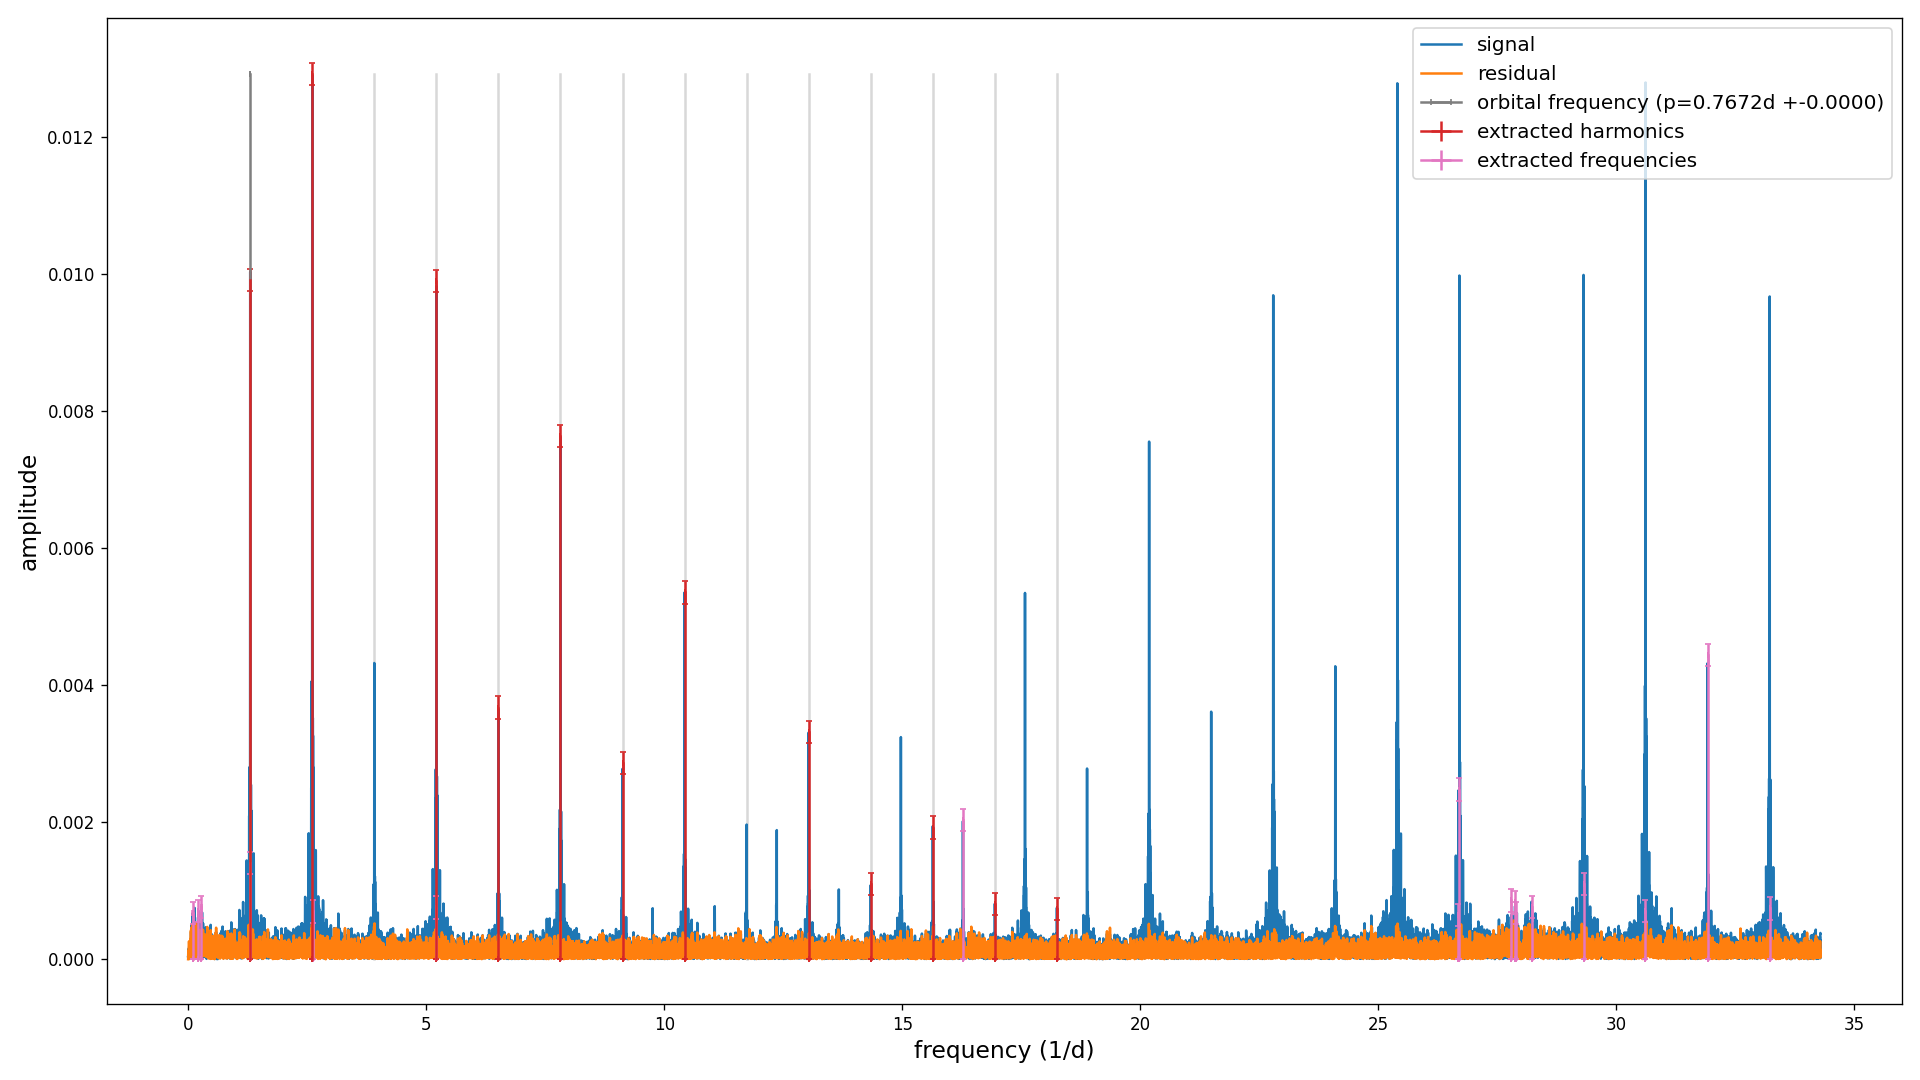 signal
residual
orbital frequency (p=0.7672d +-0.0000)
extracted harmonics
extracted frequencies
0.012
0.010
0.008
0.006
0.004
0.002
0.000
amplitude
0 5 10 15 20 25 30 35
frequency (1/d)